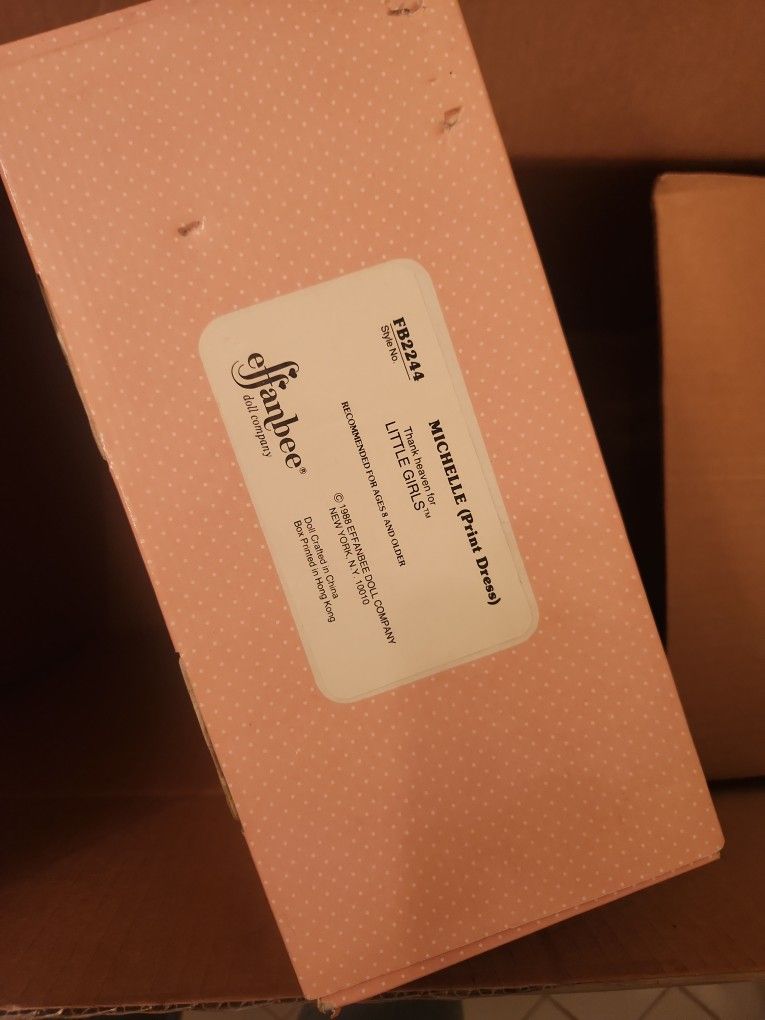 FB2244
Style No.
MICHELLE (Print Dress)
Thank heaven for
LITTLE GIRLS™
RECOMMENDED FOR AGES 8 AND OLDER
effanbee®
doll company
© 1988 EFFANBEE DOLL COMPANY
NEW YORK, N.Y. 10010
Doll Crafted in China
Box Printed in Hong Kong